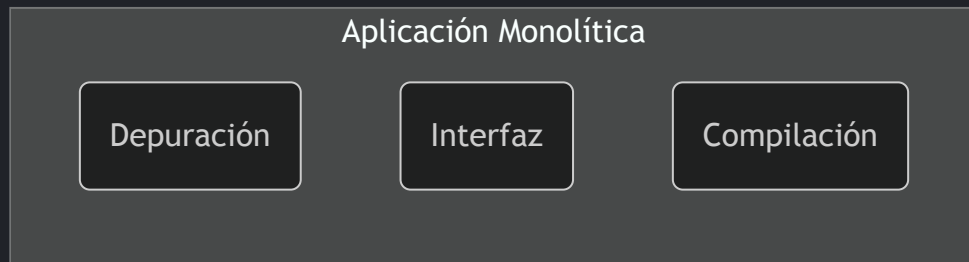 Aplicación Monolítica
Depuración
Interfaz
Compilación